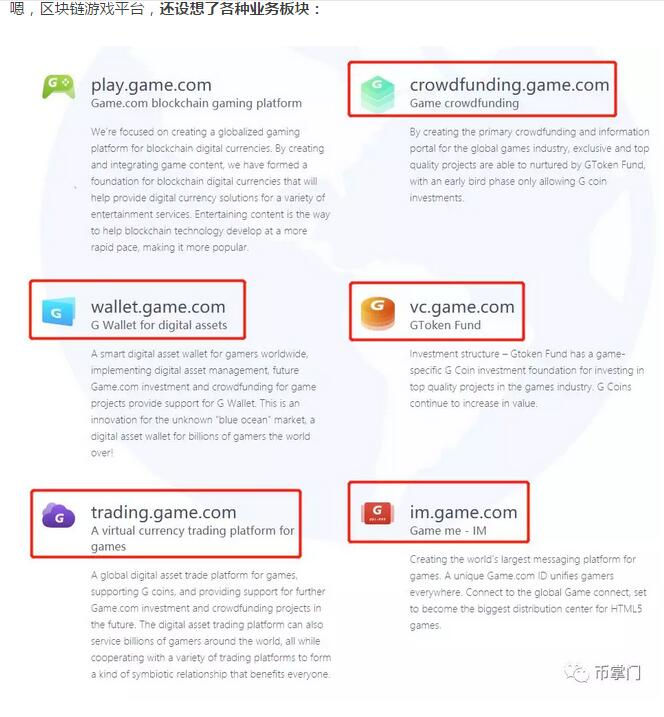 嗯，区块链游戏平台，还设想了各种业务板块：
G
play.game.com
Game.com blockchain gaming platform
We're focused on creating a globalized gaming
platform for blockchain digital currencies. By creating
and integrating game content, we have formed a
foundation for blockchain digital currencies that will
help provide digital currency solutions for a variety of
entertainment services. Entertaining content is the way
to help blockchain technology develop at a more
rapid pace, making it more popular.
G
crowdfunding.game.com
Game crowdfunding
By creating the primary crowdfunding and information
portal for the global games industry, exclusive and top
quality projects are able to nurtured by GToken Fund,
with an early bird phase only allowing G coin
investments.
G
wallet.game.com
G Wallet for digital assets
A smart digital asset wallet for gamers worldwide,
implementing digital asset management, future
Game.com investment and crowdfunding for game
projects provide support for G Wallet. This is an
innovation for the unknown "blue ocean" market, a
digital asset wallet for billions of gamers the world
over!
G
vc.game.com
GToken Fund
Investment structure – Gtoken Fund has a game-
specific G Coin investment foundation for investing in
top quality projects in the games industry. G Coins
continue to increase in value.
G
trading.game.com
A virtual currency trading platform for
games
A global digital asset trade platform for games,
supporting G coins, and providing support for further
Game.com investment and crowdfunding projects in
the future. The digital asset trading platform can also
service billions of gamers around the world, all while
cooperating with a variety of trading platforms to form
a kind of symbiotic relationship that benefits everyone.
G
im.game.com
Game me - IM
Creating the world's largest messaging platform for
games. A unique Game.com ID unifies gamers
everywhere. Connect to the global Game connect, set
to become the biggest distribution center for HTML5
games.
币掌门